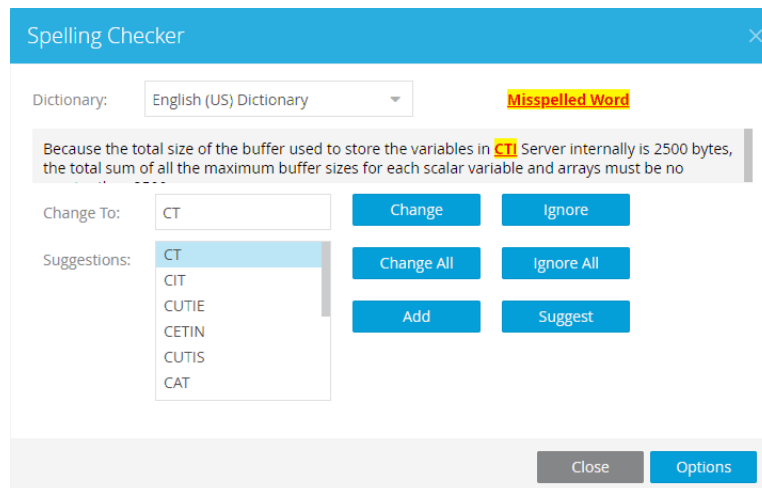 Spelling Checker
Dictionary: English (US) Dictionary Misspelled Word
Because the total size of the buffer used to store the variables in CTI Server internally is 2500 bytes,
the total sum of all the maximum buffer sizes for each scalar variable and arrays must be no
Change To: CT Change Ignore
Suggestions: CT Change All Ignore All
CIT
CUTIE Add Suggest
CETIN
CUTIS
CAT
Close Options